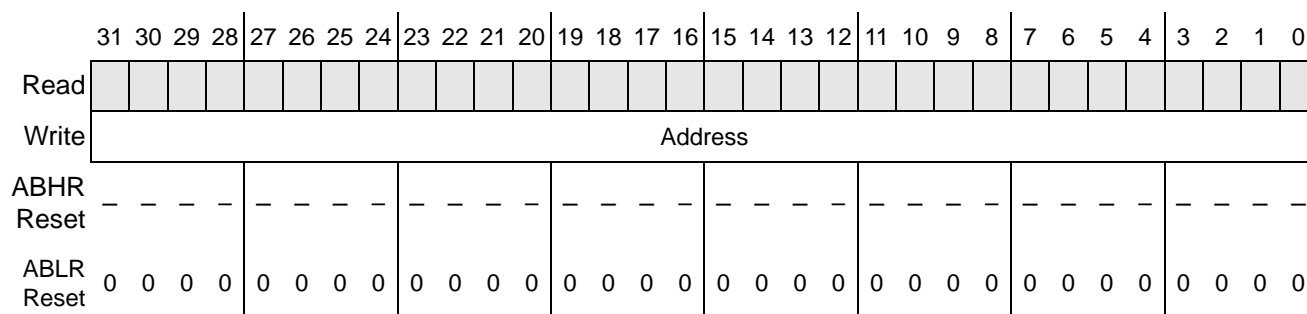 31 30 29 28 27 26 25 24 23 22 21 20 19 18 17 16 15 14 13 12 11 10 9 8 7 6 5 4 3 2 1 0
Read
Write Address
ABHR
Reset – – – – – – – – – – – – – – – – – – – – – – – – – – – – – – – –
ABLR
Reset 0 0 0 0 0 0 0 0 0 0 0 0 0 0 0 0 0 0 0 0 0 0 0 0 0 0 0 0 0 0 0 0